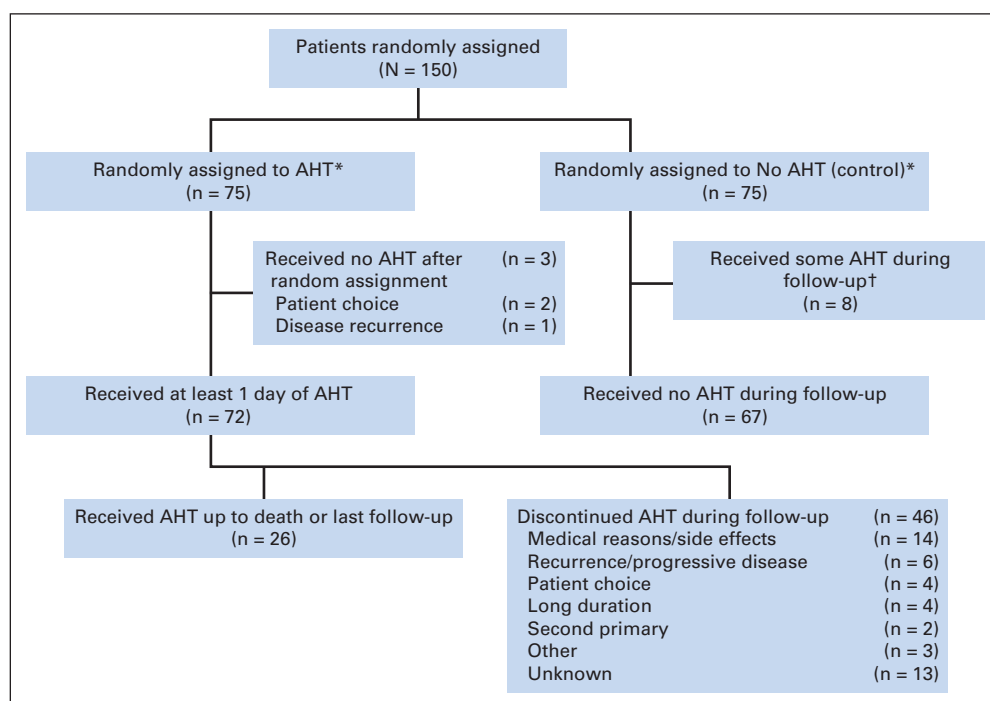 Patients randomly assigned
(N = 150)
Randomly assigned to AHT*
(n = 75)
Randomly assigned to No AHT (control)*
(n = 75)
Received no AHT after (n = 3)
random assignment
Patient choice (n = 2)
Disease recurrence (n = 1)
Received some AHT during
follow-up†
(n = 8)
Received at least 1 day of AHT
(n = 72)
Received no AHT during follow-up
(n = 67)
Received AHT up to death or last follow-up
(n = 26)
Discontinued AHT during follow-up (n = 46)
Medical reasons/side effects (n = 14)
Recurrence/progressive disease (n = 6)
Patient choice (n = 4)
Long duration (n = 4)
Second primary (n = 2)
Other (n = 3)
Unknown (n = 13)